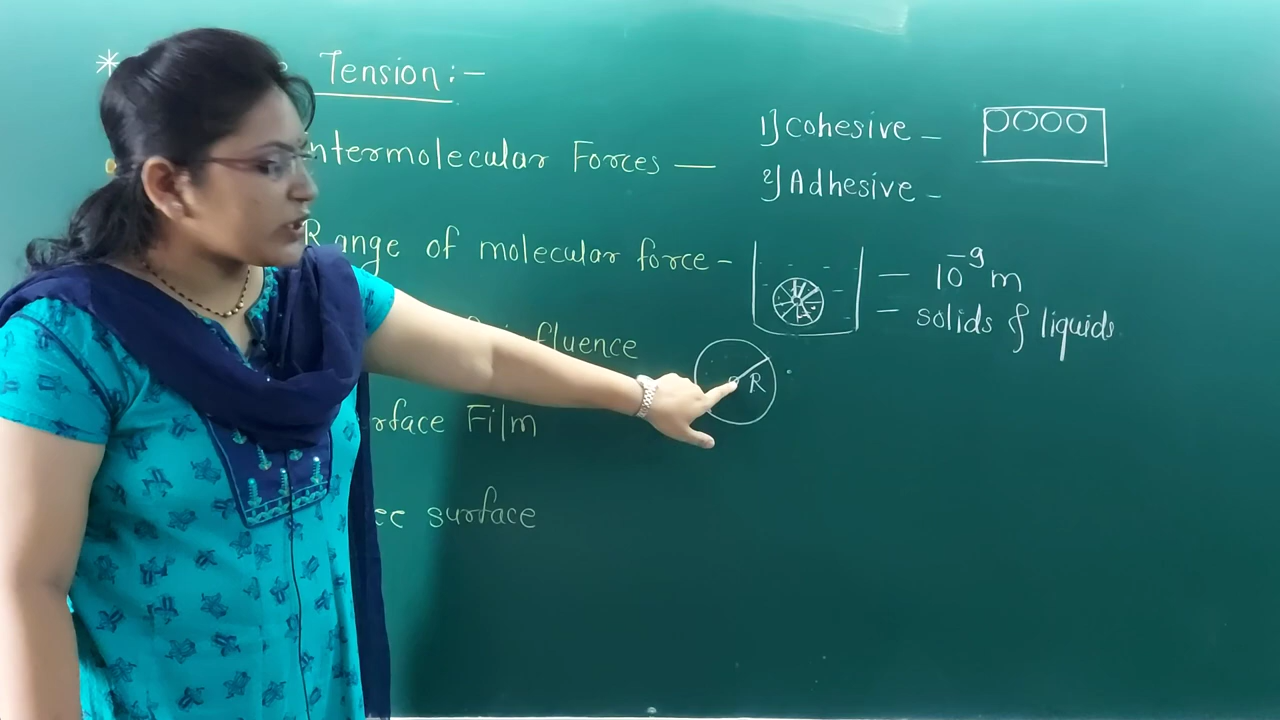 * Tension:-
ntermolecular Forces —
1] cohesive -
2] Adhesive -
Range of molecular force -
— 10⁻⁹ m
- solids & liquids
fluence
R
rface Film
ee surface